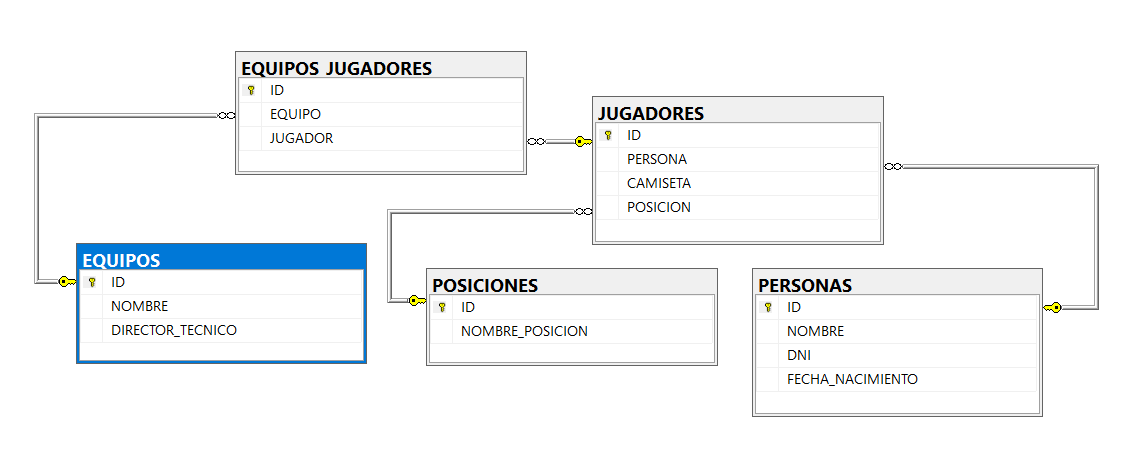 EQUIPOS_JUGADORES
ID
EQUIPO
JUGADOR
JUGADORES
ID
PERSONA
CAMISETA
POSICION
EQUIPOS
ID
NOMBRE
DIRECTOR_TECNICO
POSICIONES
ID
NOMBRE_POSICION
PERSONAS
ID
NOMBRE
DNI
FECHA_NACIMIENTO